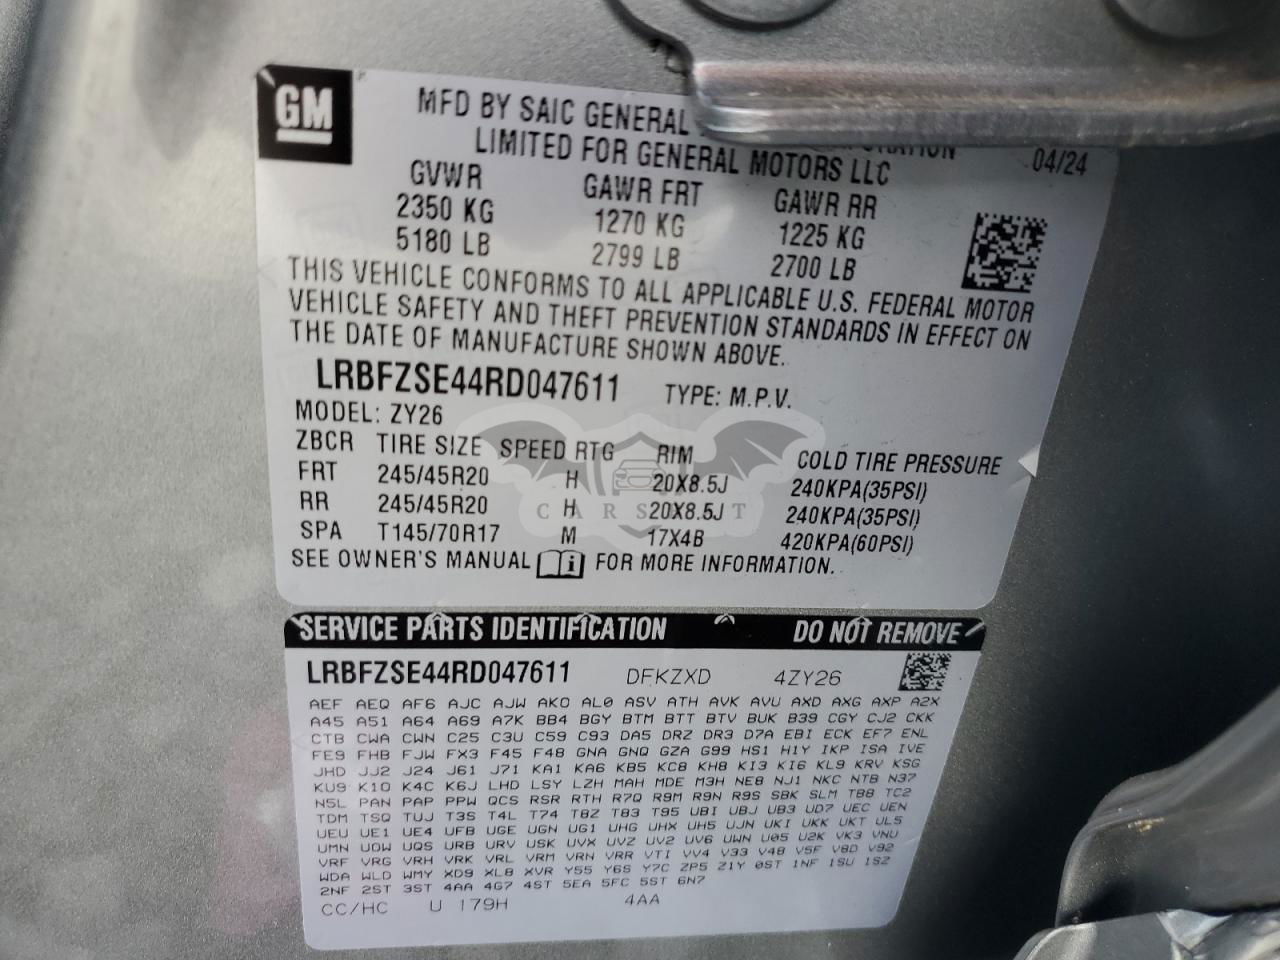 GM
MFD BY SAIC GENERAL
LIMITED FOR GENERAL MOTORS LLC 04/24
GVWR GAWR FRT GAWR RR
2350 KG 1270 KG 1225 KG
5180 LB 2799 LB 2700 LB
THIS VEHICLE CONFORMS TO ALL APPLICABLE U.S. FEDERAL MOTOR
VEHICLE SAFETY AND THEFT PREVENTION STANDARDS IN EFFECT ON
THE DATE OF MANUFACTURE SHOWN ABOVE.
LRBFZSE44RD047611 TYPE: M.P.V.
MODEL: ZY26
ZBCR TIRE SIZE SPEED RTG RIM COLD TIRE PRESSURE
FRT 245/45R20 H 20X8.5J 240KPA(35PSI)
RR 245/45R20 H 20X8.5J 240KPA(35PSI)
SPA T145/70R17 M 17X4B 420KPA(60PSI)
SEE OWNER'S MANUAL FOR MORE INFORMATION.
SERVICE PARTS IDENTIFICATION DO NOT REMOVE
LRBFZSE44RD047611 DFKZXD 4ZY26
AEF AEQ AF6 AJC AJW AKO AL0 ASV ATH AVK AVU AXD AXG AXP A2X
A45 A51 A64 A69 A7K BB4 BGY BTM BTT BTV BUK B39 CGY CJ2 CKK
CTB CWA CWN C25 C3U C59 C93 DA5 DRZ DR3 D7A EBI ECK EF7 ENL
FE9 FHB FJW FX3 F45 F48 GNA GNQ GZA G99 HS1 H1Y IKP ISA IVE
JHD JJ2 J24 J61 J71 KA1 KA6 KB5 KC8 KH8 KI3 KI6 KL9 KRV KSG
KU9 K10 K4C K6J LHD LSY LZH MAH MDE M3H NE8 NJ1 NKC NTB N37
N5L PAN PAP PPW QCS RSR RTH R7Q R9M R9N R9S SBK SLM TB8 TC2
TDM TSQ TUJ T3S T4L T74 T8Z T83 T95 UBI UBJ UB3 UD7 UEC UEN
UEU UE1 UE4 UFB UGE UGN UG1 UHG UHX UH5 UJN UKI UKK UKT UL5
UMN UOW UQS URB URV USK UVX UVZ UV2 UV6 UWN U05 U2K VK3 VNU
VRF VRG VRH VRK VRL VRM VRN VRR VTI VV4 V33 V48 V5F V8D V92
WDA WLD WMY XD9 XL8 XVR Y55 Y6S Y7C ZP5 Z1Y 0ST 1NF 1SU 1SZ
2NF 2ST 3ST 4AA 4G7 4ST 5EA 5FC 5ST 6N7
CC/HC U 179H 4AA